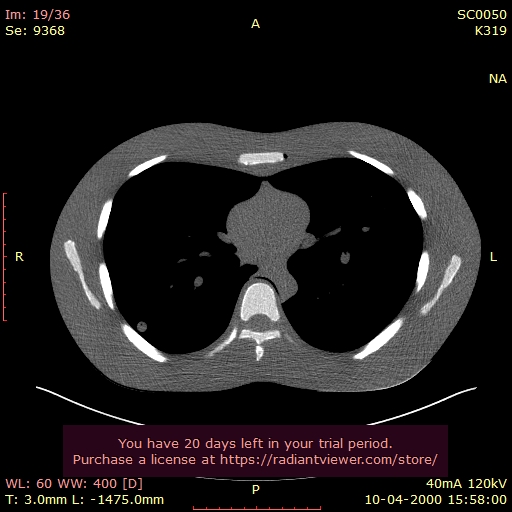 Im: 19/36
Se: 9368
A
SC0050
K319
NA
R
L
You have 20 days left in your trial period.
Purchase a license at https://radiantviewer.com/store/
WL: 60 WW: 400 [D]
T: 3.0mm L: -1475.0mm
P
40mA 120kV
10-04-2000 15:58:00